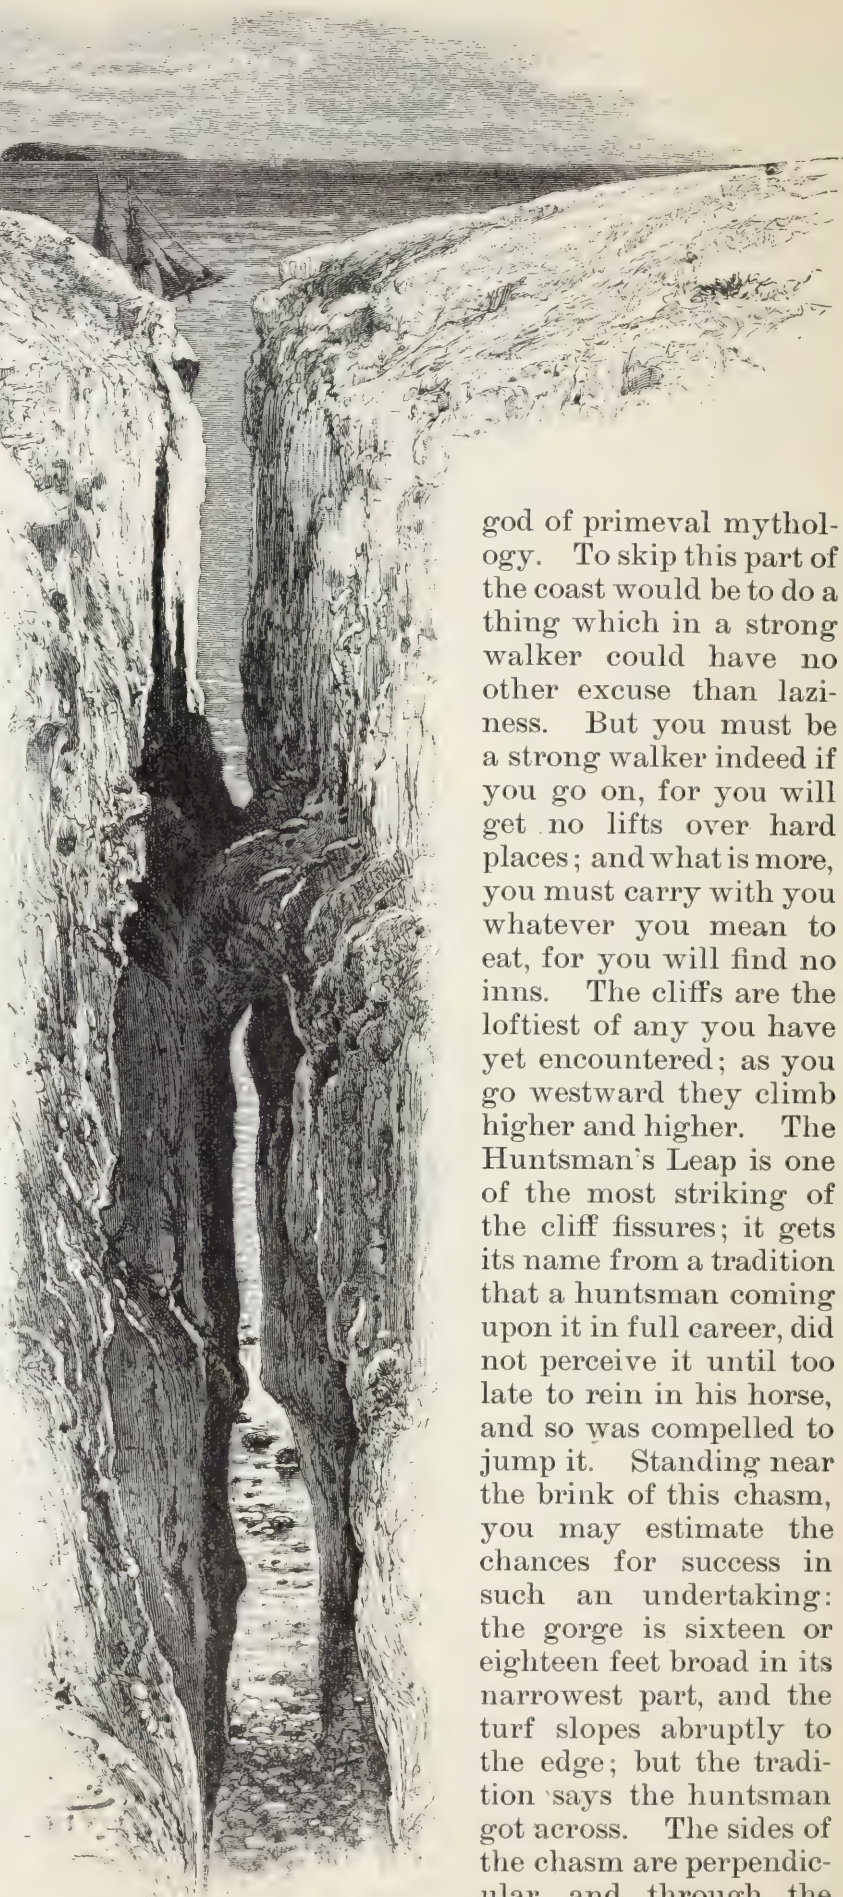 god of primeval mythol-
ogy. To skip this part of
the coast would be to do a
thing which in a strong
walker could have no
other excuse than lazi-
ness. But you must be
a strong walker indeed if
you go on, for you will
get no lifts over hard
places; and what is more,
you must carry with you
whatever you mean to
eat, for you will find no
inns. The cliffs are the
loftiest of any you have
yet encountered; as you
go westward they climb
higher and higher. The
Huntsman's Leap is one
of the most striking of
the cliff fissures; it gets
its name from a tradition
that a huntsman coming
upon it in full career, did
not perceive it until too
late to rein in his horse,
and so was compelled to
jump it. Standing near
the brink of this chasm,
you may estimate the
chances for success in
such an undertaking:
the gorge is sixteen or
eighteen feet broad in its
narrowest part, and the
turf slopes abruptly to
the edge; but the tradi-
tion says the huntsman
got across. The sides of
the chasm are perpendic-
ular, and through the